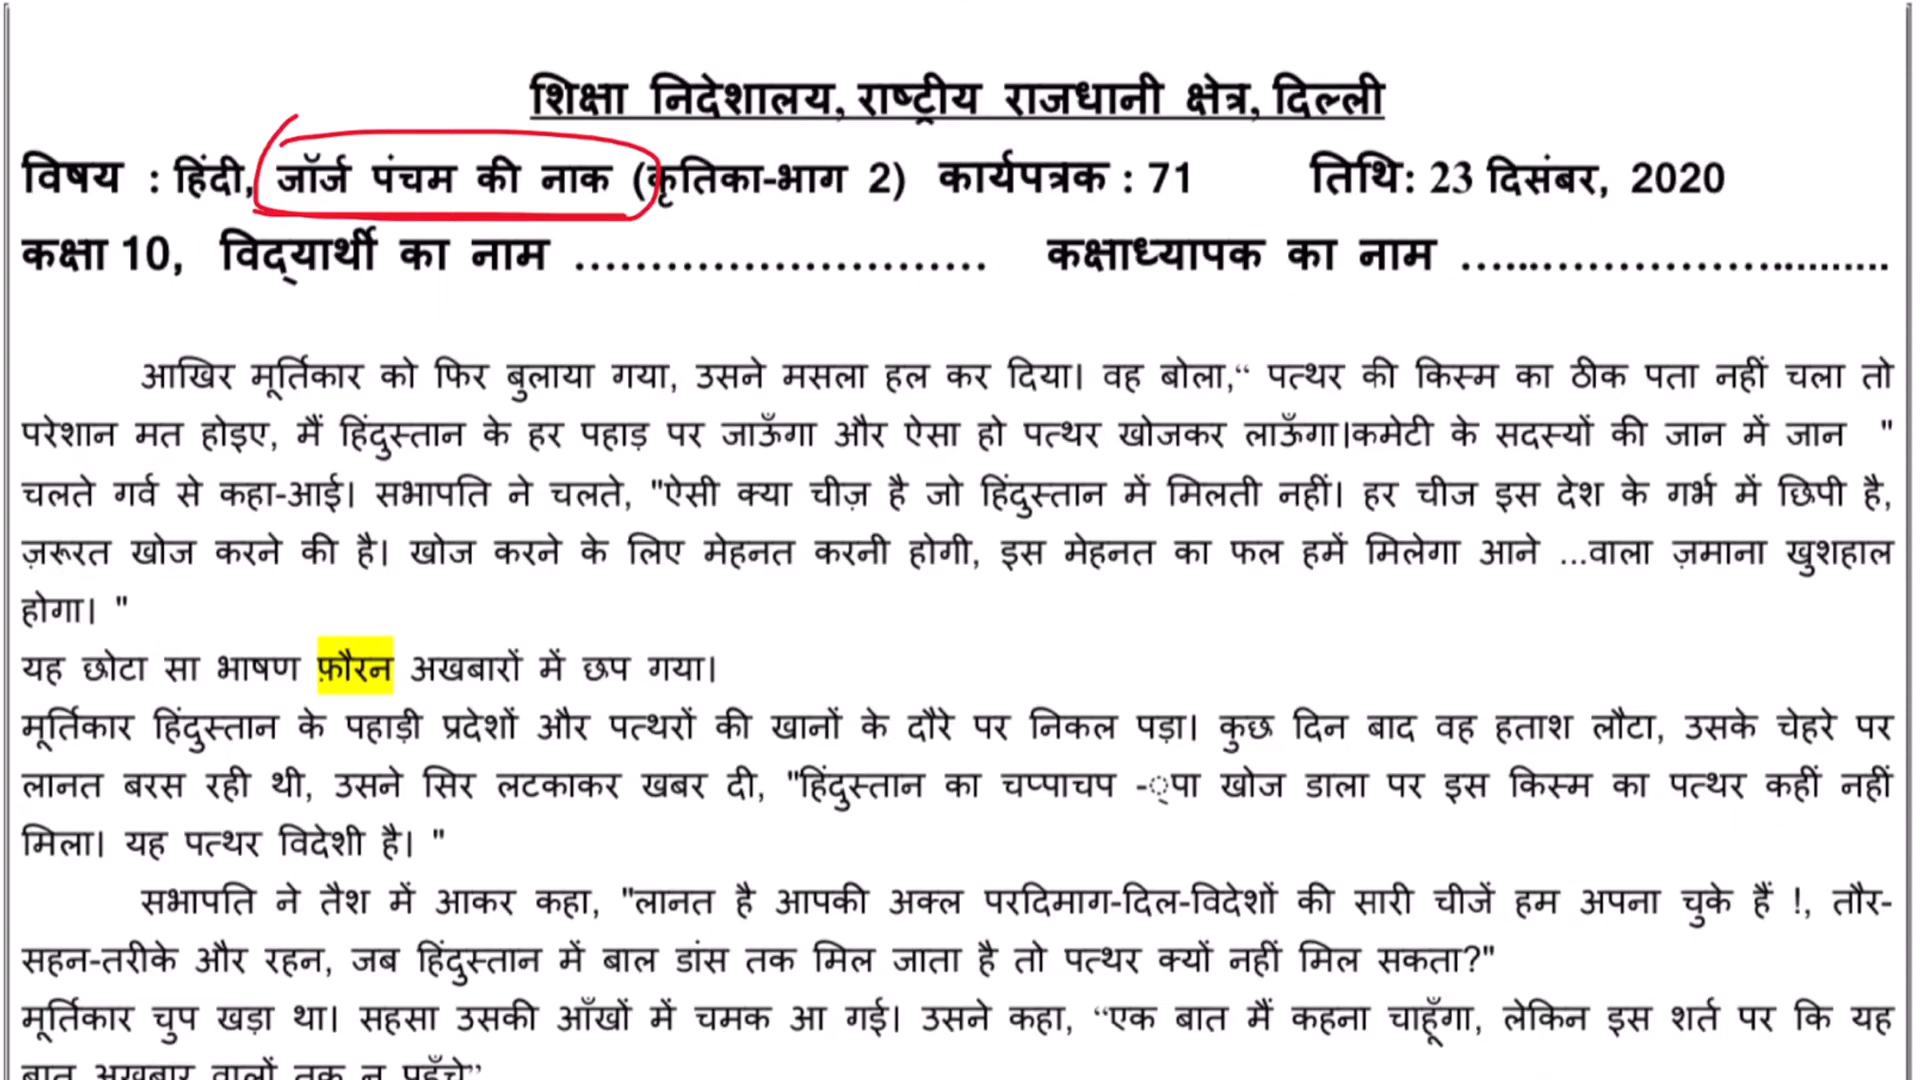 शिक्षा निदेशालय, राष्ट्रीय राजधानी क्षेत्र, दिल्ली
विषय : हिंदी, जॉर्ज पंचम की नाक (कृतिका-भाग 2) कार्यपत्रक : 71 तिथि: 23 दिसंबर, 2020
कक्षा 10, विद्यार्थी का नाम ……………………… कक्षाध्यापक का नाम …...……………...........
आखिर मूर्तिकार को फिर बुलाया गया, उसने मसला हल कर दिया। वह बोला,“ पत्थर की किस्म का ठीक पता नहीं चला तो
परेशान मत होइए, मैं हिंदुस्तान के हर पहाड़ पर जाऊँगा और ऐसा हो पत्थर खोजकर लाऊँगा।कमेटी के सदस्यों की जान में जान "
चलते गर्व से कहा-आई। सभापति ने चलते, "ऐसी क्या चीज़ है जो हिंदुस्तान में मिलती नहीं। हर चीज इस देश के गर्भ में छिपी है,
ज़रूरत खोज करने की है। खोज करने के लिए मेहनत करनी होगी, इस मेहनत का फल हमें मिलेगा आने ...वाला ज़माना खुशहाल
होगा। "
यह छोटा सा भाषण फ़ौरन अखबारों में छप गया।
मूर्तिकार हिंदुस्तान के पहाड़ी प्रदेशों और पत्थरों की खानों के दौरे पर निकल पड़ा। कुछ दिन बाद वह हताश लौटा, उसके चेहरे पर
लानत बरस रही थी, उसने सिर लटकाकर खबर दी, "हिंदुस्तान का चप्पाचप -्पा खोज डाला पर इस किस्म का पत्थर कहीं नहीं
मिला। यह पत्थर विदेशी है। "
सभापति ने तैश में आकर कहा, "लानत है आपकी अक्ल परदिमाग-दिल-विदेशों की सारी चीजें हम अपना चुके हैं !, तौर-
सहन-तरीके और रहन, जब हिंदुस्तान में बाल डांस तक मिल जाता है तो पत्थर क्यों नहीं मिल सकता?"
मूर्तिकार चुप खड़ा था। सहसा उसकी आँखों में चमक आ गई। उसने कहा, “एक बात मैं कहना चाहूँगा, लेकिन इस शर्त पर कि यह
बात अखबार वालों तक न पहुँचे”